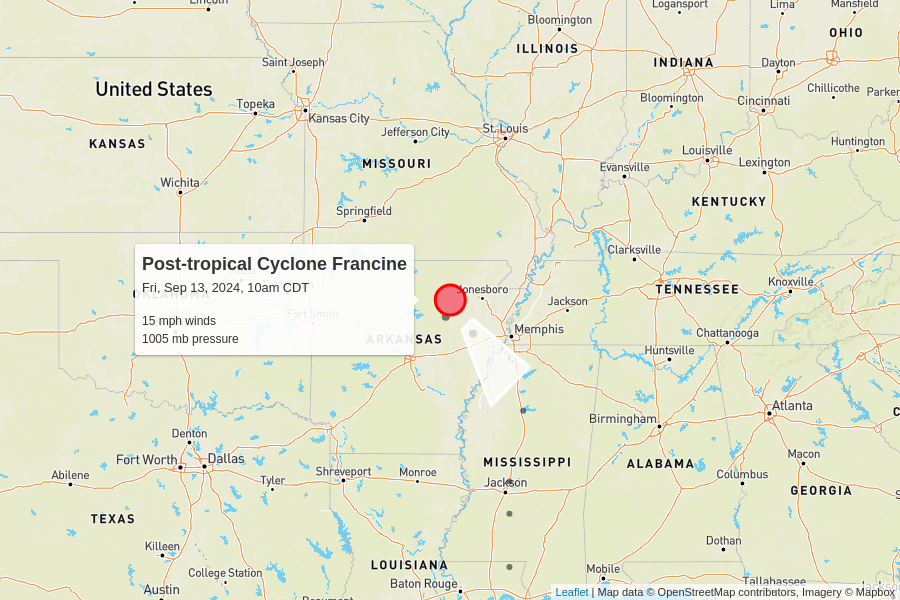 Lincoln
Bloomington
Logansport
Lima
Mansfield
ILLINOIS
OHIO
Saint Joseph
INDIANA
Dayton
United States
Chillicothe
Bloomington
Cincinnati
Topeka
Kansas City
Jefferson City
St. Louis
KANSAS
Huntington
Louisville
MISSOURI
Evansville
Lexington
Wichita
KENTUCKY
Springfield
Clarksville
Post-tropical Cyclone Francine
Fri, Sep 13, 2024, 10am CDT
15 mph winds
1005 mb pressure
OKLAHOMA
Fort Smith
Jonesboro
Jackson
TENNESSEE
Knoxville
ARKANSAS
Memphis
Chattanooga
Huntsville
Birmingham
Atlanta
Denton
Fort Worth
Dallas
Abilene
Tyler
Shreveport
Monroe
MISSISSIPPI
Jackson
ALABAMA
Columbus
Macon
GEORGIA
TEXAS
Dothan
Killeen
College Station
LOUISIANA
Mobile
Baton Rouge
Austin
Tallahassee
Leaflet | Map data © OpenStreetMap contributors, Imagery © Mapbox